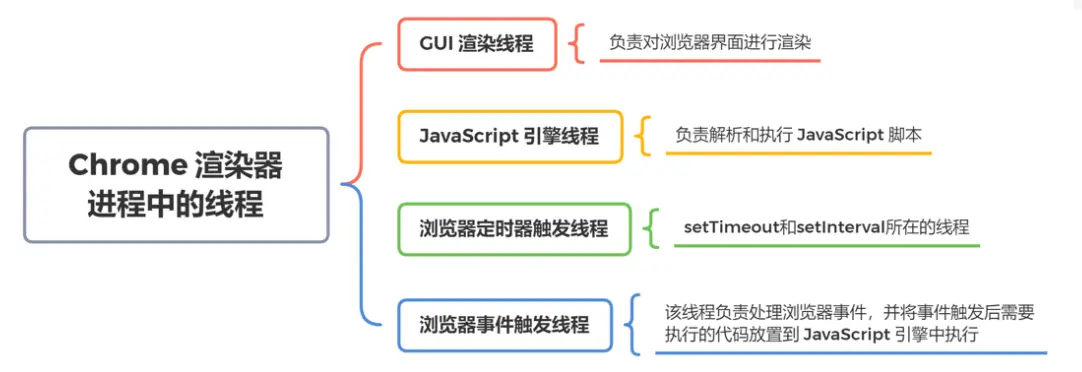 Chrome 渲染器
进程中的线程
GUI 渲染线程
负责对浏览器界面进行渲染
JavaScript 引擎线程
负责解析和执行 JavaScript 脚本
浏览器定时器触发线程
setTimeout和setInterval所在的线程
浏览器事件触发线程
该线程负责处理浏览器事件，并将事件触发后需要
执行的代码放置到 JavaScript 引擎中执行